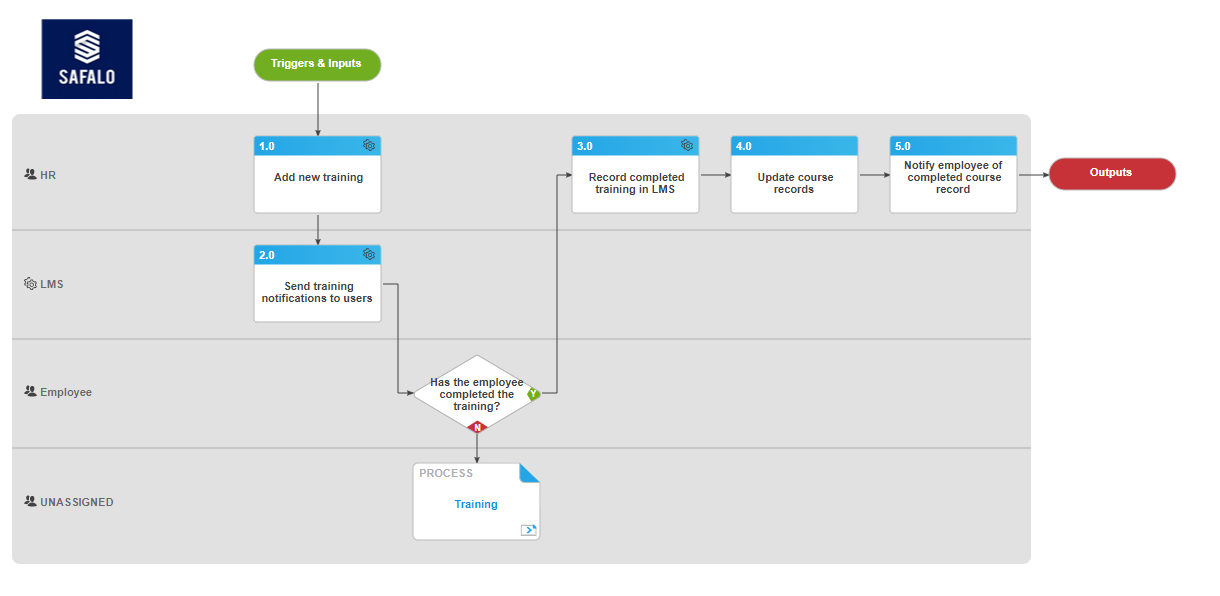 SAFALO
Triggers & Inputs
HR
1.0
Add new training
3.0
Record completed
training in LMS
4.0
Update course
records
5.0
Notify employee of
completed course
record
Outputs
LMS
2.0
Send training
notifications to users
Employee
Has the employee
completed the
training?
Y
N
UNASSIGNED
PROCESS
Training